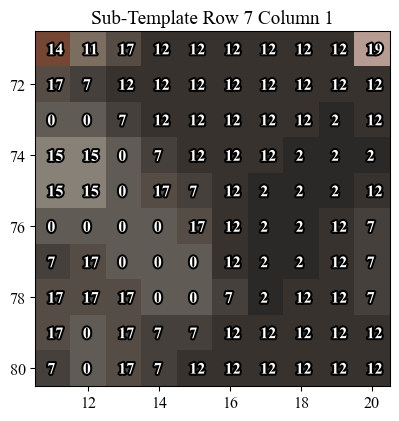 Sub-Template Row 7 Column 1
14 11 17 12 12 12 12 12 12 19
72 17 7 12 12 12 12 12 12 12 12
0 0 7 12 12 12 12 12 2 12
74 15 15 0 7 12 12 12 2 2 2
15 15 0 17 7 12 2 2 2 12
76 0 0 0 0 17 12 2 2 12 7
7 17 0 0 0 12 2 2 12 7
78 17 17 17 0 0 7 2 12 12 7
17 0 17 7 7 12 12 12 12 12
80 7 0 17 7 12 12 12 12 12 12
12 14 16 18 20